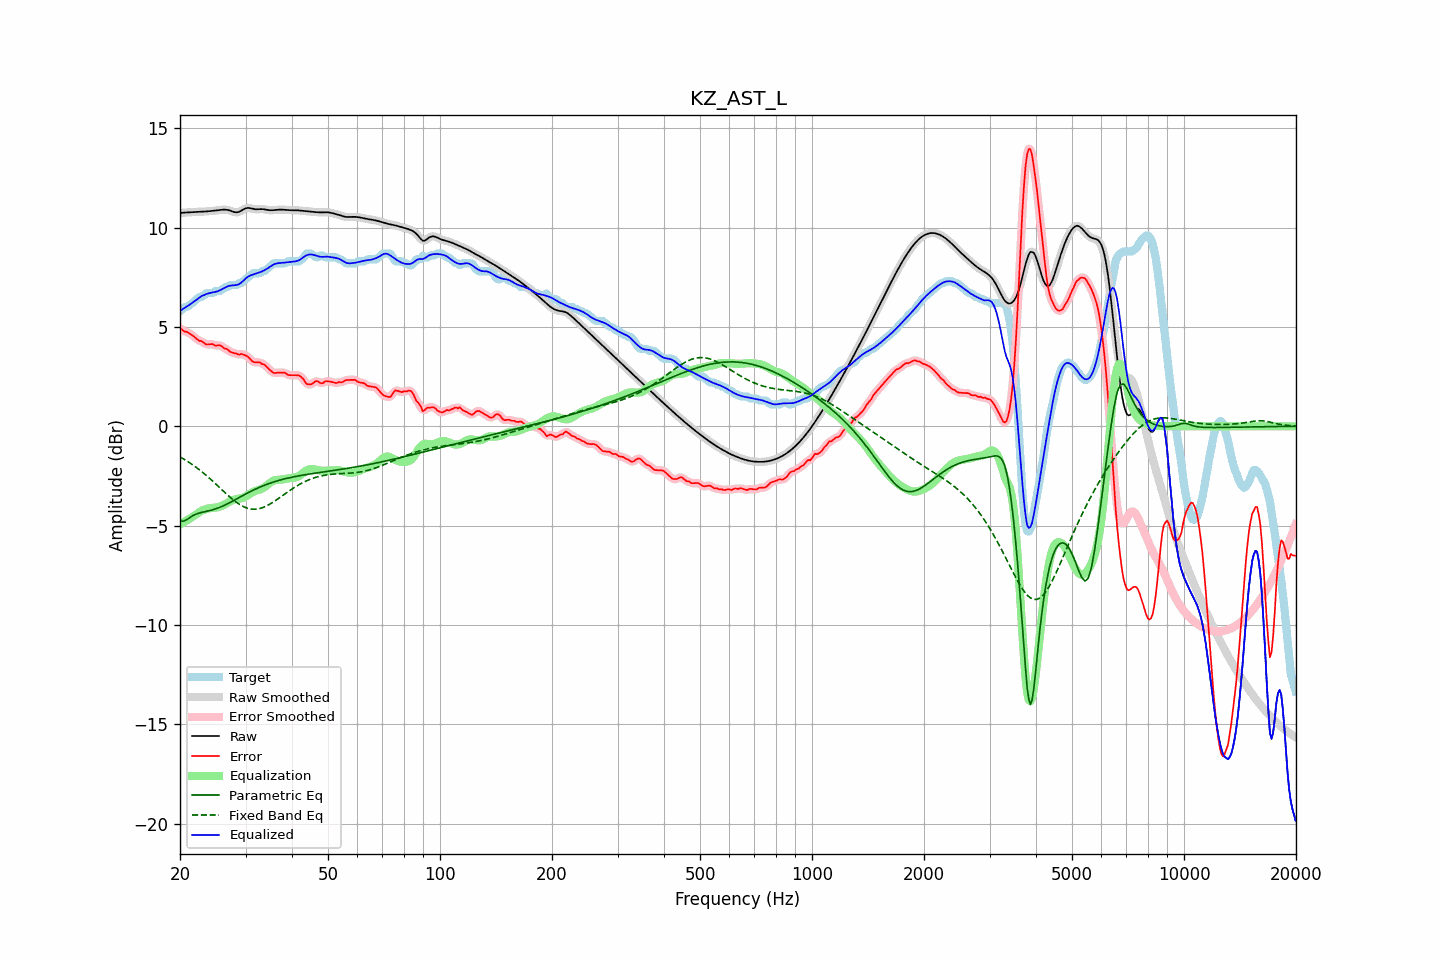 KZ_AST_L
Amplitude (dBr)
15
10
5
0
−5
−10
−15
−20
Target
Raw Smoothed
Error Smoothed
Raw
Error
Equalization
Parametric Eq
Fixed Band Eq
Equalized
20 50 100 200 500 1000 2000 5000 10000 20000
Frequency (Hz)